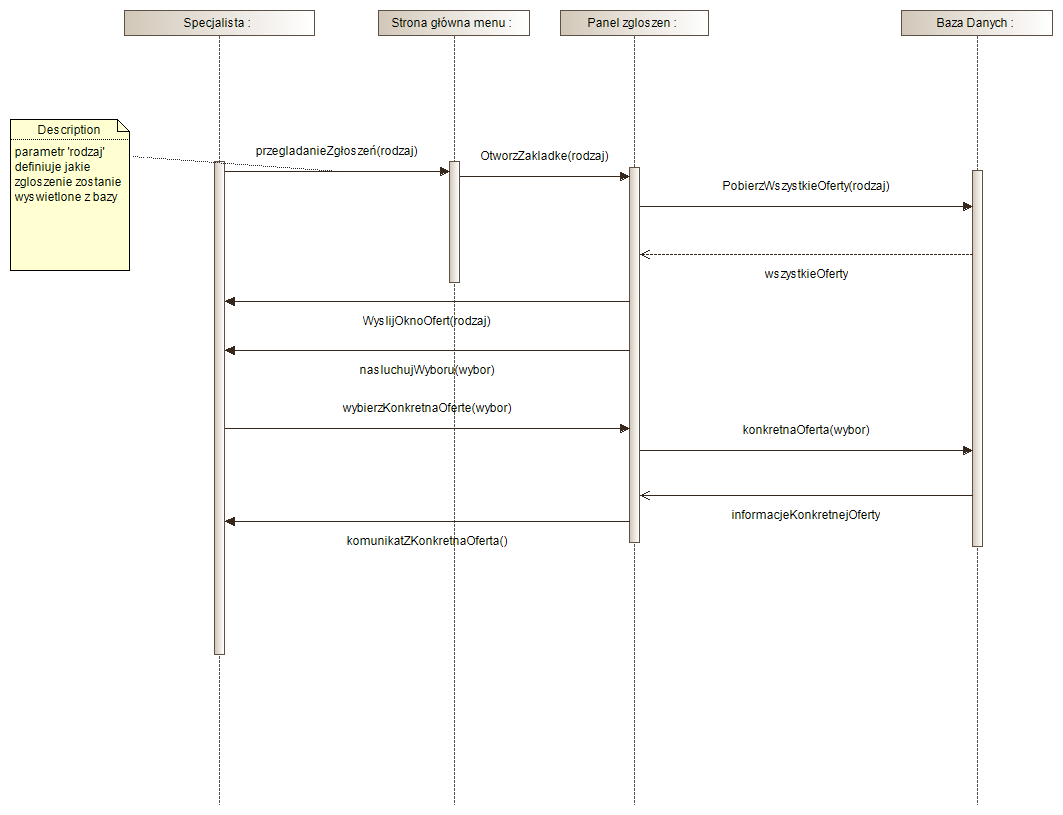 Specjalista :
Strona główna menu :
Panel zgloszen :
Baza Danych :
Description
parametr 'rodzaj'
definiuje jakie
zgloszenie zostanie
wyswietlone z bazy
przegladanieZgłoszeń(rodzaj)
OtworzZakladke(rodzaj)
PobierzWszystkieOferty(rodzaj)
wszystkieOferty
WyslijOknoOfert(rodzaj)
nasluchujWyboru(wybor)
wybierzKonkretnaOferte(wybor)
konkretnaOferta(wybor)
informacjeKonkretnejOferty
komunikatZKonkretnaOferta()